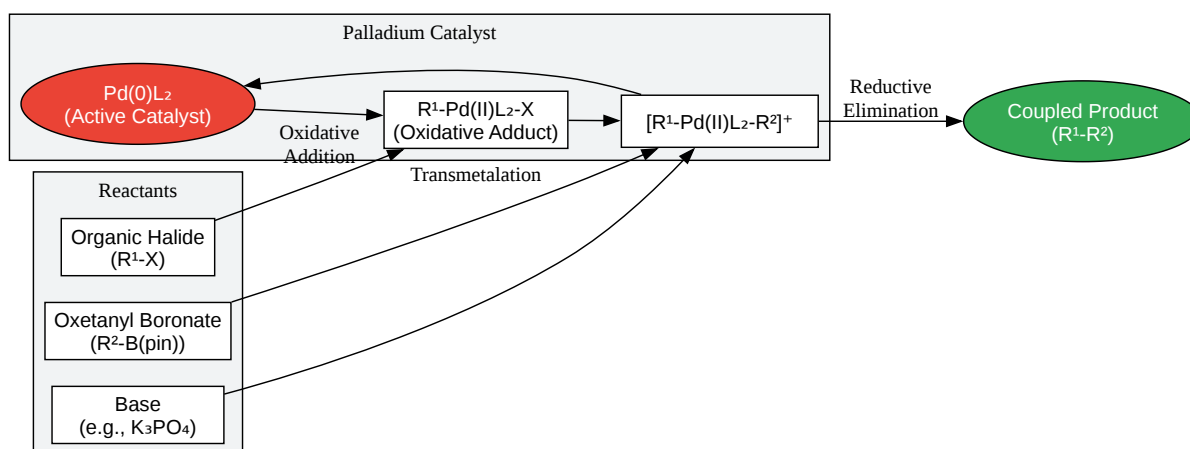 Palladium Catalyst
Pd(0)L₂
(Active Catalyst)
Oxidative
Addition
R¹-Pd(II)L₂-X
(Oxidative Adduct)
Transmetalation
[R¹-Pd(II)L₂-R²]⁺
Reductive
Elimination
Coupled Product
(R¹-R²)
Reactants
Organic Halide
(R¹-X)
Oxetanyl Boronate
(R²-B(pin))
Base
(e.g., K₃PO₄)